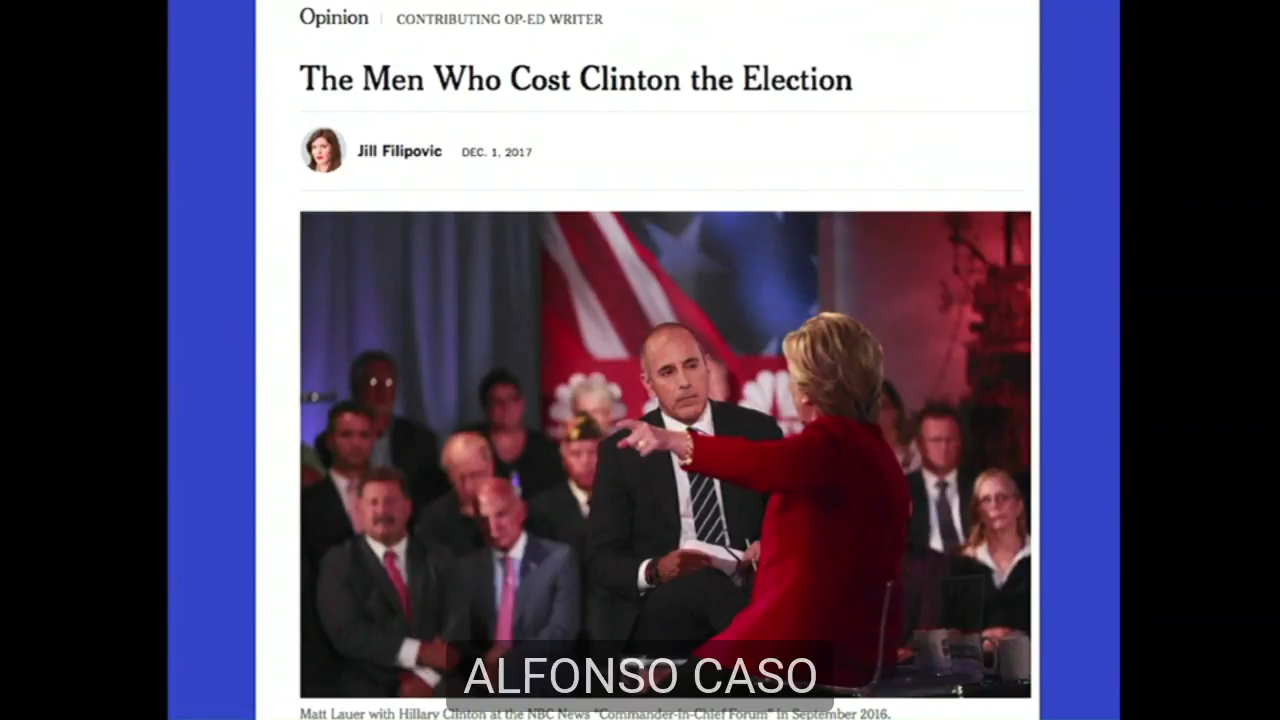 Opinion | CONTRIBUTING OP-ED WRITER
The Men Who Cost Clinton the Election
Jill Filipovic DEC. 1, 2017
ALFONSO CASO
Matt Lauer with Hillary Clinton at the NBC News "Commander-in-Chief Forum" in September 2016.